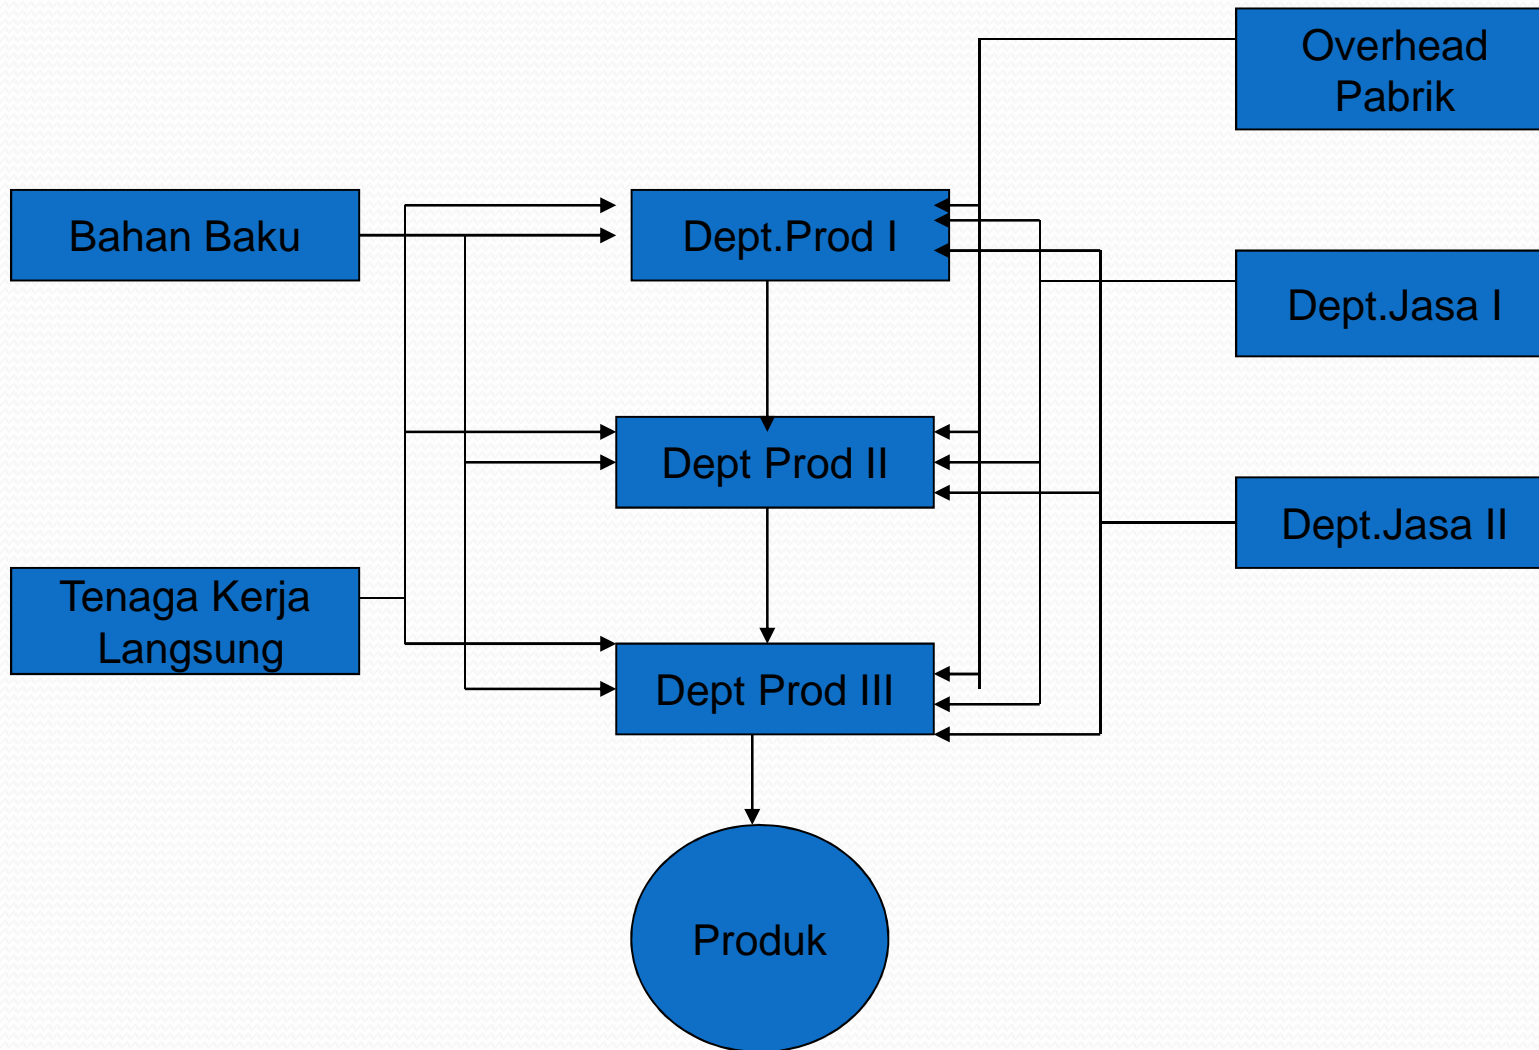 Overhead
Pabrik
Bahan Baku
Dept.Prod I
Dept.Jasa I
Dept Prod II
Dept.Jasa II
Tenaga Kerja
Langsung
Dept Prod III
Produk